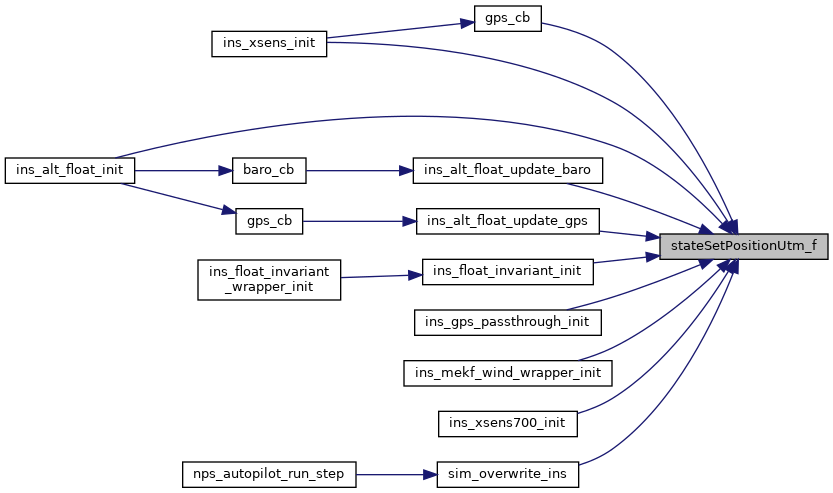 gps_cb
ins_xsens_init
ins_alt_float_init
baro_cb
ins_alt_float_update_baro
gps_cb
ins_alt_float_update_gps
stateSetPositionUtm_f
ins_float_invariant
_wrapper_init
ins_float_invariant_init
ins_gps_passthrough_init
ins_mekf_wind_wrapper_init
ins_xsens700_init
nps_autopilot_run_step
sim_overwrite_ins